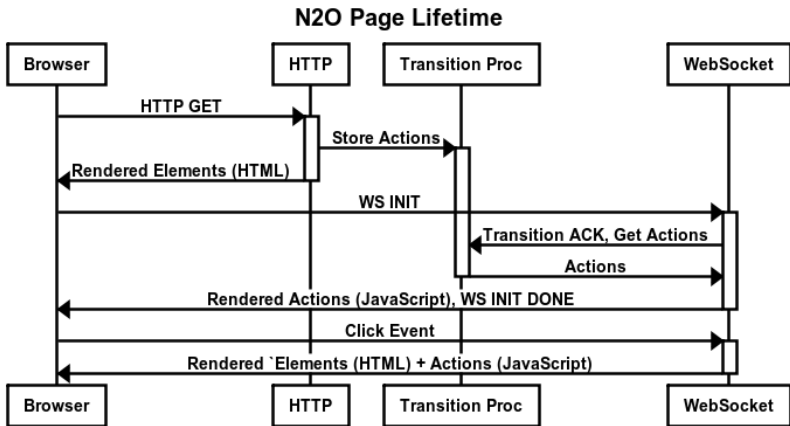 N2O Page Lifetime
Browser
HTTP
Transition Proc
WebSocket
HTTP GET
Store Actions
Rendered Elements (HTML)
WS INIT
Transition ACK, Get Actions
Actions
Rendered Actions (JavaScript), WS INIT DONE
Click Event
Rendered `Elements (HTML) + Actions (JavaScript)
Browser
HTTP
Transition Proc
WebSocket